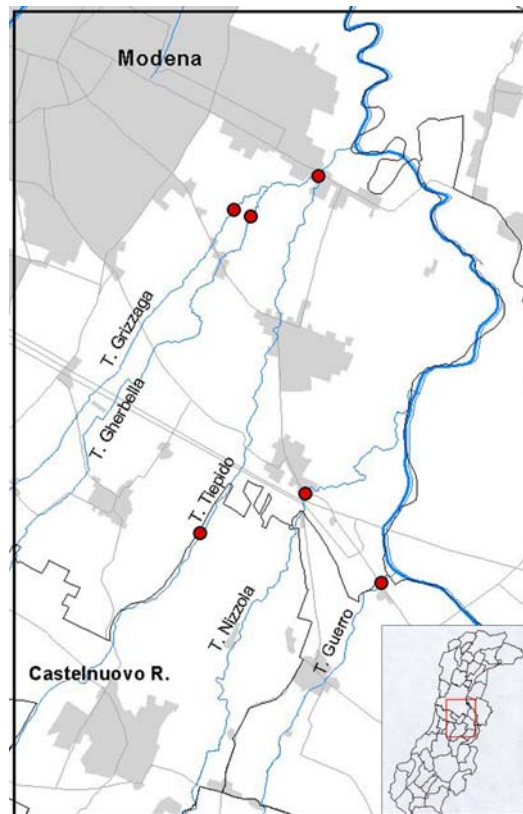 Modena
T. Grizzaga
T. Gherbella
T. Tiepido
T. Nizzola
T. Guerro
Castelnuovo R.